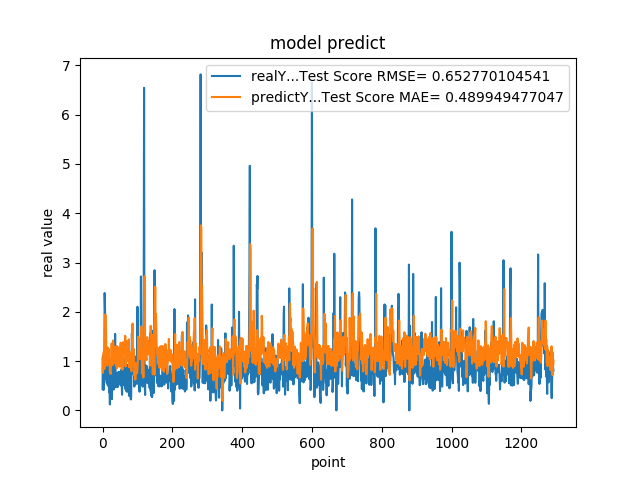 model predict
realY...Test Score RMSE= 0.652770104541
predictY...Test Score MAE= 0.489949477047
7
6
5
4
3
2
1
0
real value
0 200 400 600 800 1000 1200
point